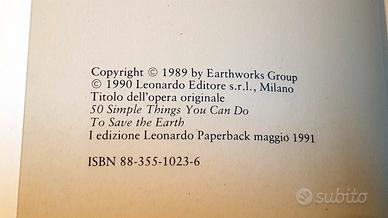 Copyright © 1989 by Earthworks Group
© 1990 Leonardo Editore s.r.l., Milano
Titolo dell'opera originale
50 Simple Things You Can Do
To Save the Earth
I edizione Leonardo Paperback maggio 1991
ISBN 88-355-1023-6
subito